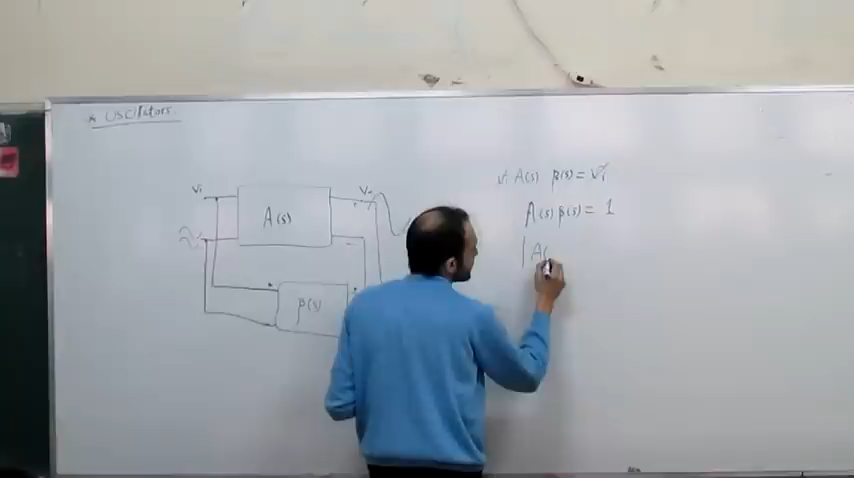 * Oscillators
Vi
A(s)
Vo
β(s)
Vi A(s) β(s) = Vi
A(s) β(s) = 1
| A(